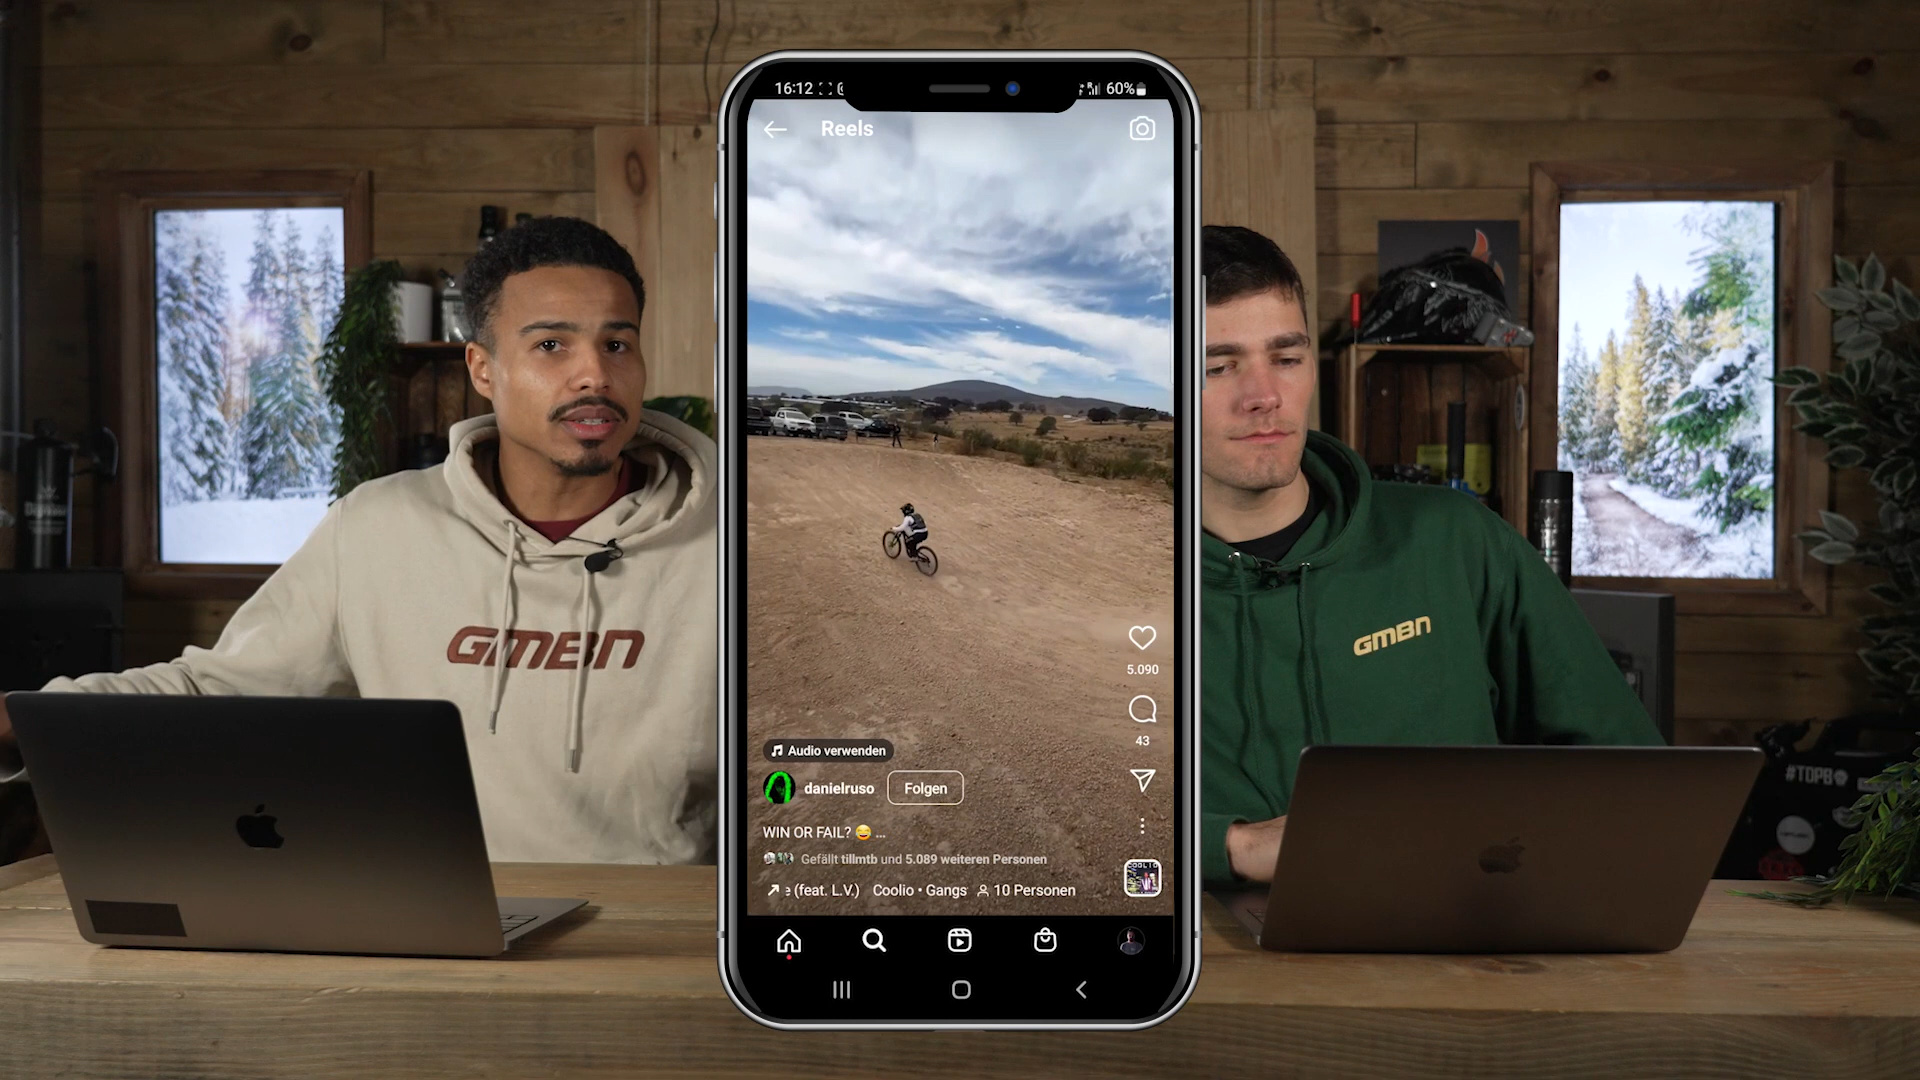 16:12
60%
Reels
GMBN
GMBN
5.090
43
Audio verwenden
danielruso
Folgen
WIN OR FAIL? 😂 ...
Gefällt tillmtb und 5.089 weiteren Personen
e (feat. L.V.) Coolio • Gangs 10 Personen
#TOP8